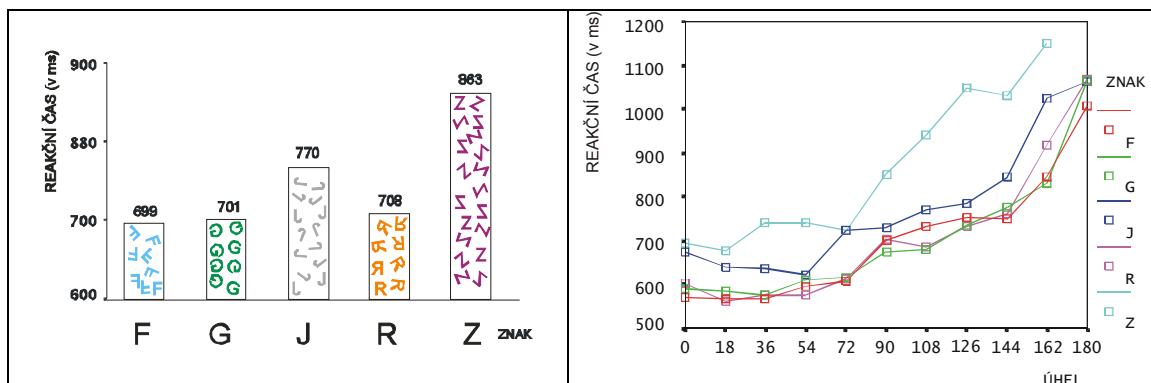 REAKČNÍ ČAS (v ms)
900
880
700
600
699
701
770
708
863
F G J R Z ZNAK
REAKČNÍ ČAS (v ms)
1200
1100
1000
900
800
700
600
500
0 18 36 54 72 90 108 126 144 162 180
ÚHEL
ZNAK
F
G
J
R
Z